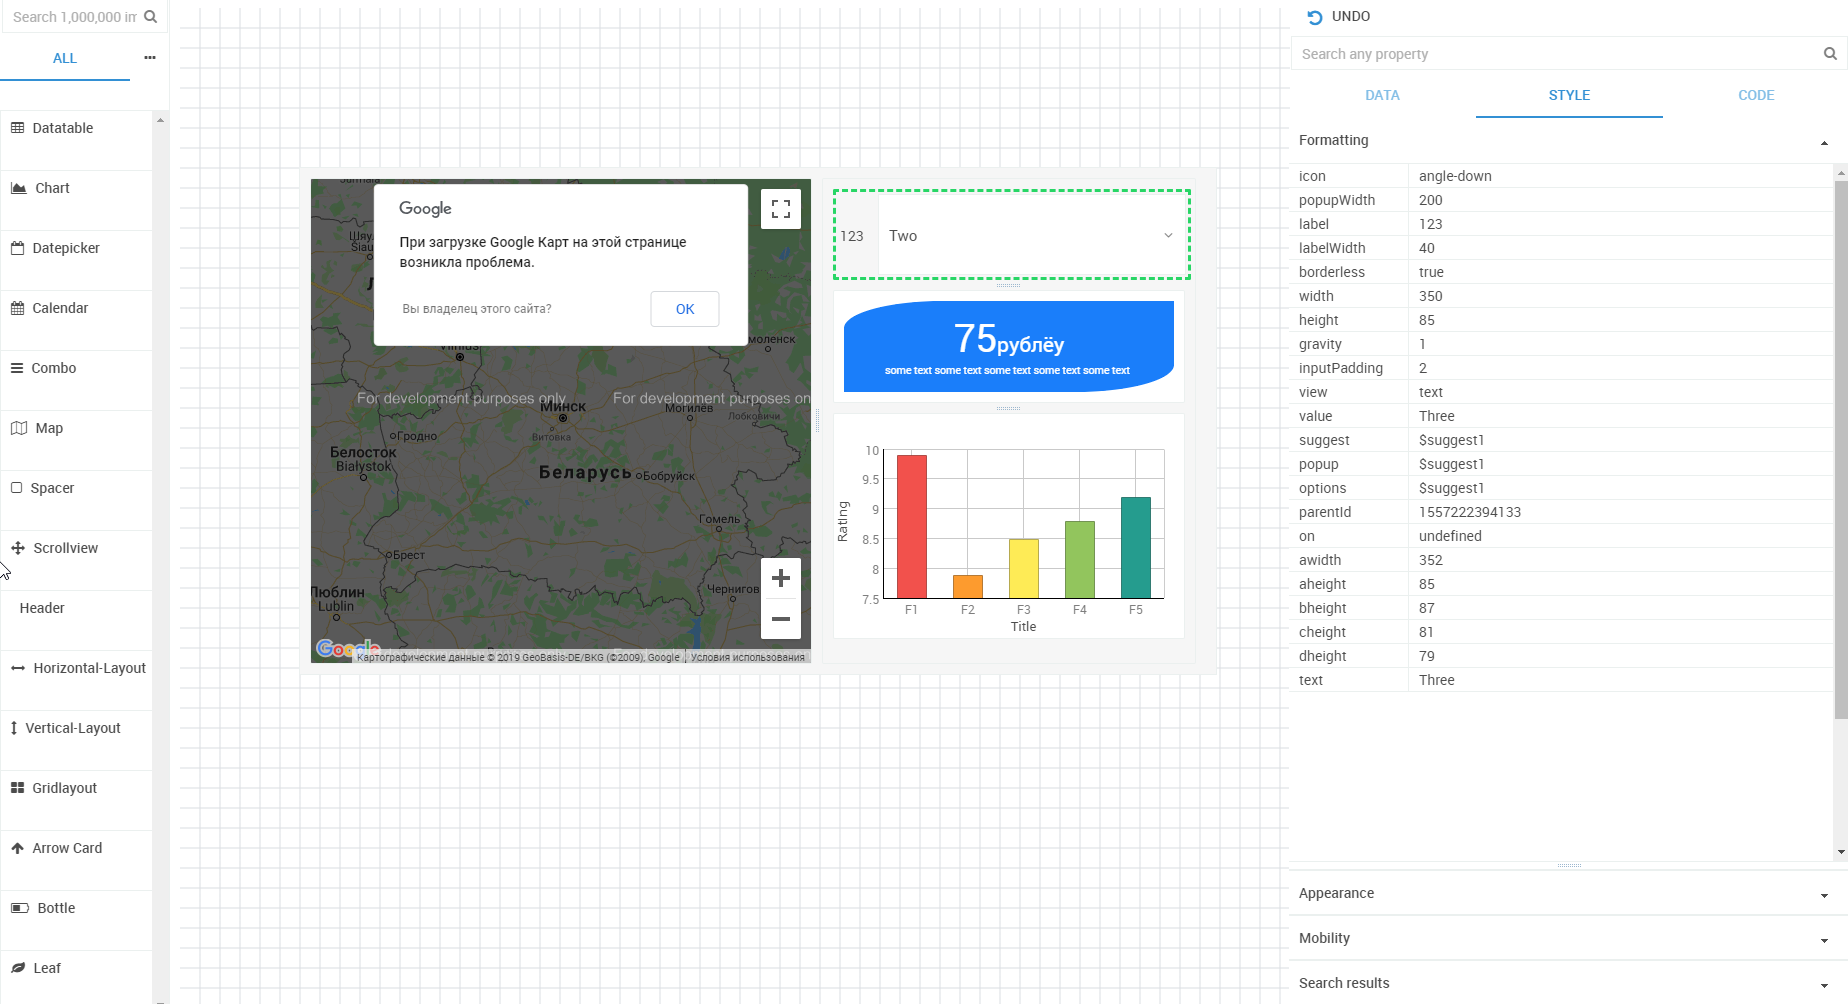 Search 1,000,000 im
ALL
Datatable
Chart
Datepicker
Calendar
Combo
Map
Spacer
Scrollview
Header
Horizontal-Layout
Vertical-Layout
Gridlayout
Arrow Card
Bottle
Leaf
Google
При загрузке Google Карт на этой странице
возникла проблема.
Вы владелец этого сайта?
OK
Vilnius
моленск
For development purposes only
For development purposes on
Минск
Могилёв
Лобковичи
Гродно
Витовка
Белосток
Białystok
Беларусь
Бобруйск
Гомель
Брест
Люблин
Lublin
Чернигов
Google
Картографические данные © 2019 GeoBasis-DE/BKG (©2009), Google
Условия использования
123
Two
75рублёу
some text some text some text some text some text
10
9.5
9
8.5
8
7.5
Rating
F1
F2
F3
F4
F5
Title
UNDO
Search any property
DATA
STYLE
CODE
Formatting
icon angle-down
popupWidth 200
label 123
labelWidth 40
borderless true
width 350
height 85
gravity 1
inputPadding 2
view text
value Three
suggest $suggest1
popup $suggest1
options $suggest1
parentId 1557222394133
on undefined
awidth 352
aheight 85
bheight 87
cheight 81
dheight 79
text Three
Appearance
Mobility
Search results